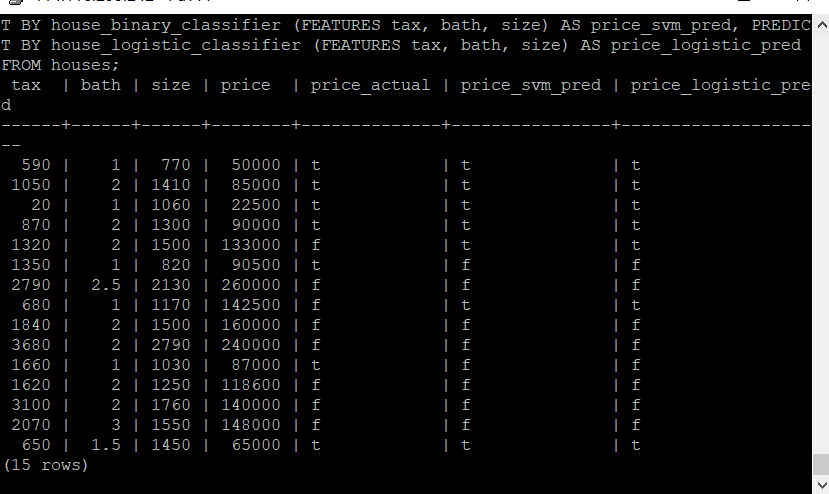 T BY house_binary_classifier (FEATURES tax, bath, size) AS price_svm_pred, PREDIC
T BY house_logistic_classifier (FEATURES tax, bath, size) AS price_logistic_pred
FROM houses;
 tax  | bath | size | price  | price_actual | price_svm_pred | price_logistic_pre
d
------+------+------+--------+--------------+----------------+-------------------
--
  590 |    1 |  770 |  50000 | t            | t              | t
 1050 |    2 | 1410 |  85000 | t            | t              | t
   20 |    1 | 1060 |  22500 | t            | t              | t
  870 |    2 | 1300 |  90000 | t            | t              | t
 1320 |    2 | 1500 | 133000 | f            | t              | t
 1350 |    1 |  820 |  90500 | t            | f              | f
 2790 |  2.5 | 2130 | 260000 | f            | f              | f
  680 |    1 | 1170 | 142500 | f            | t              | t
 1840 |    2 | 1500 | 160000 | f            | f              | f
 3680 |    2 | 2790 | 240000 | f            | f              | f
 1660 |    1 | 1030 |  87000 | t            | f              | f
 1620 |    2 | 1250 | 118600 | f            | f              | f
 3100 |    2 | 1760 | 140000 | f            | f              | f
 2070 |    3 | 1550 | 148000 | f            | f              | f
  650 |  1.5 | 1450 |  65000 | t            | t              | t
(15 rows)